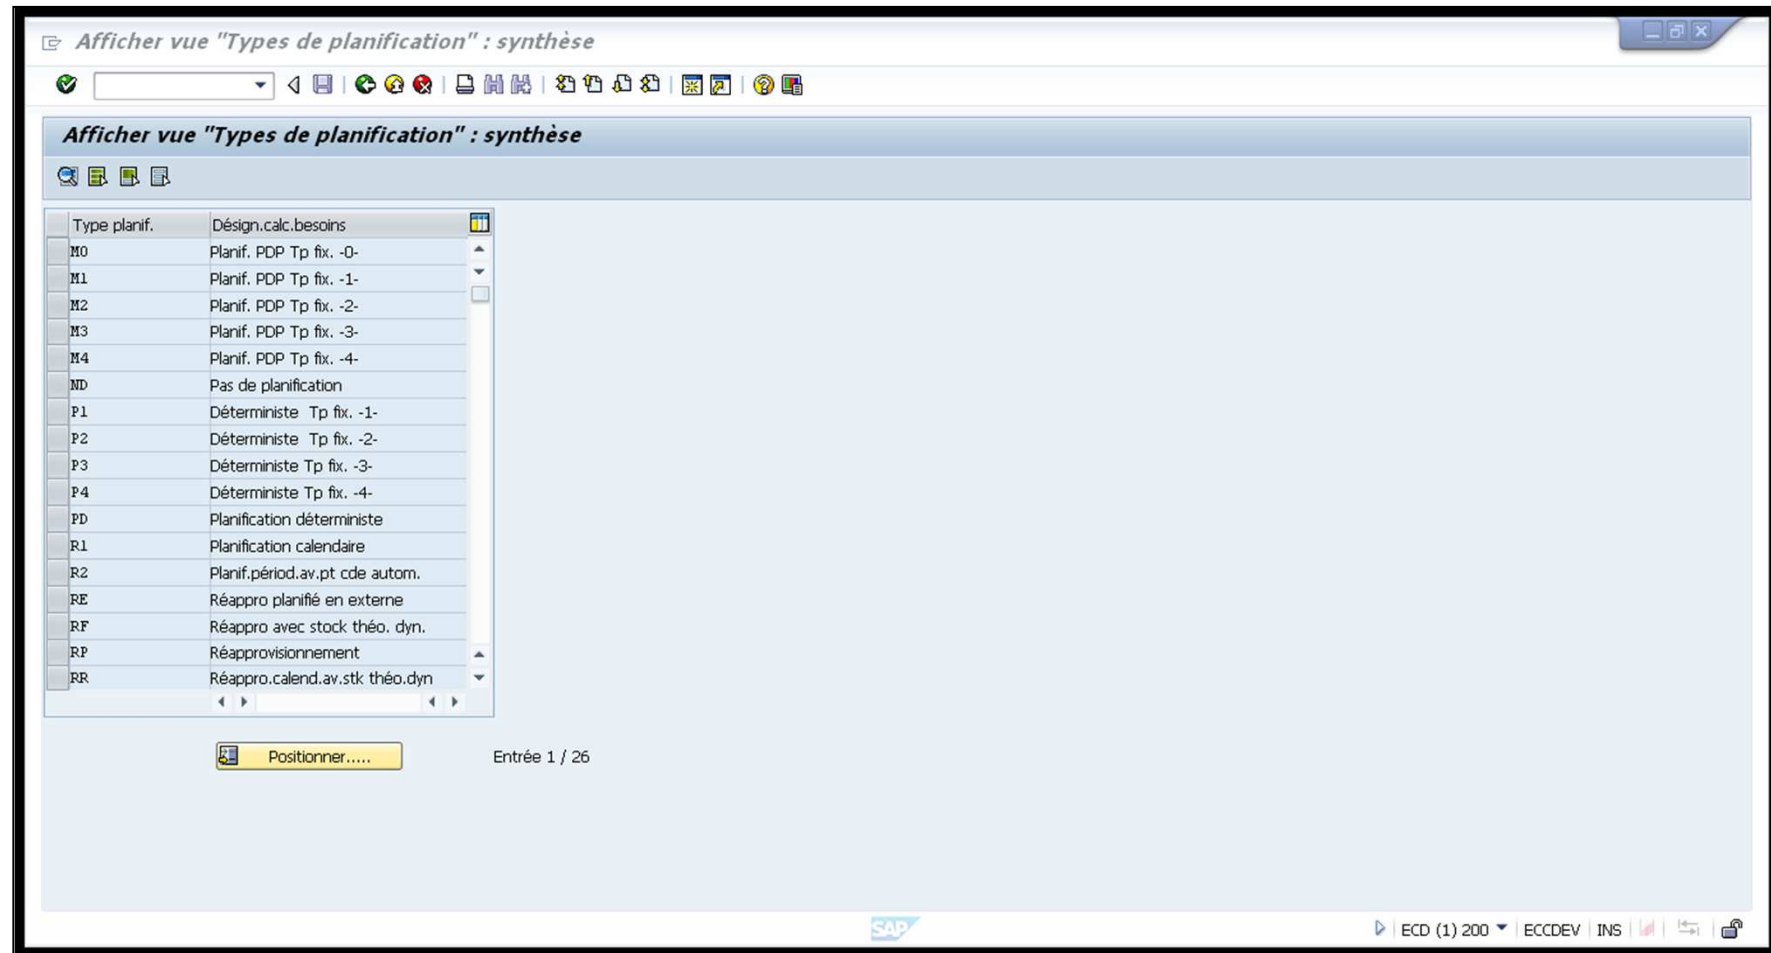 Afficher vue "Types de planification" : synthèse
Afficher vue "Types de planification" : synthèse
Type planif. Désign.calc.besoins
M0 Planif. PDP Tp fix. -0-
M1 Planif. PDP Tp fix. -1-
M2 Planif. PDP Tp fix. -2-
M3 Planif. PDP Tp fix. -3-
M4 Planif. PDP Tp fix. -4-
ND Pas de planification
P1 Déterministe Tp fix. -1-
P2 Déterministe Tp fix. -2-
P3 Déterministe Tp fix. -3-
P4 Déterministe Tp fix. -4-
PD Planification déterministe
R1 Planification calendaire
R2 Planif.périod.av.pt cde autom.
RE Réappro planifié en externe
RF Réappro avec stock théo. dyn.
RP Réapprovisionnement
RR Réappro.calend.av.stk théo.dyn
Positionner..... Entrée 1 / 26
SAP ECD (1) 200 ECCDEV INS